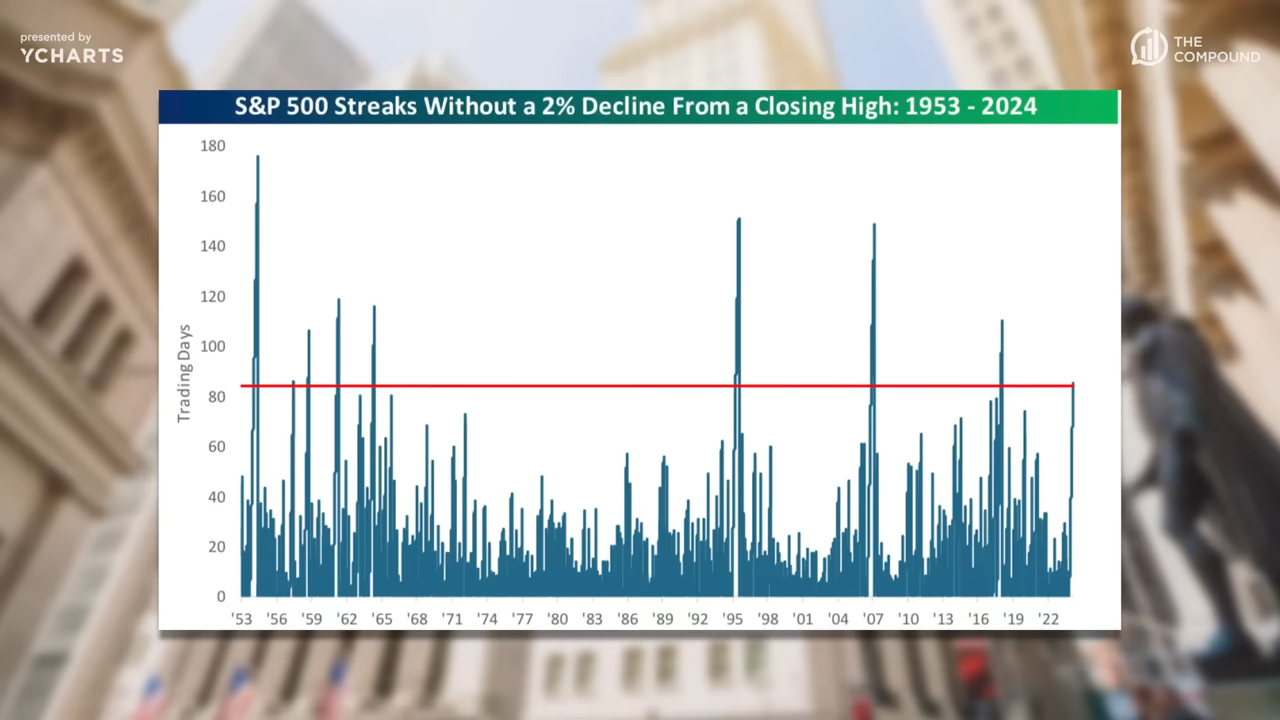 presented by
YCHARTS
THE
COMPOUND
S&P 500 Streaks Without a 2% Decline From a Closing High: 1953 - 2024
Trading Days
180
160
140
120
100
80
60
40
20
0
'53 '56 '59 '62 '65 '68 '71 '74 '77 '80 '83 '86 '89 '92 '95 '98 '01 '04 '07 '10 '13 '16 '19 '22